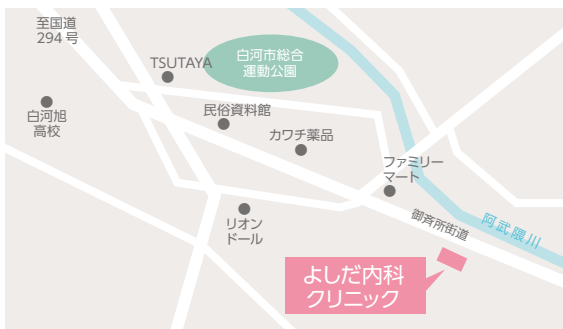 至国道
294号
TSUTAYA
白河市総合
運動公園
白河旭
高校
民俗資料館
カワチ薬品
ファミリー
マート
リオン
ドール
御斉所街道
阿武隈川
よしだ内科
クリニック